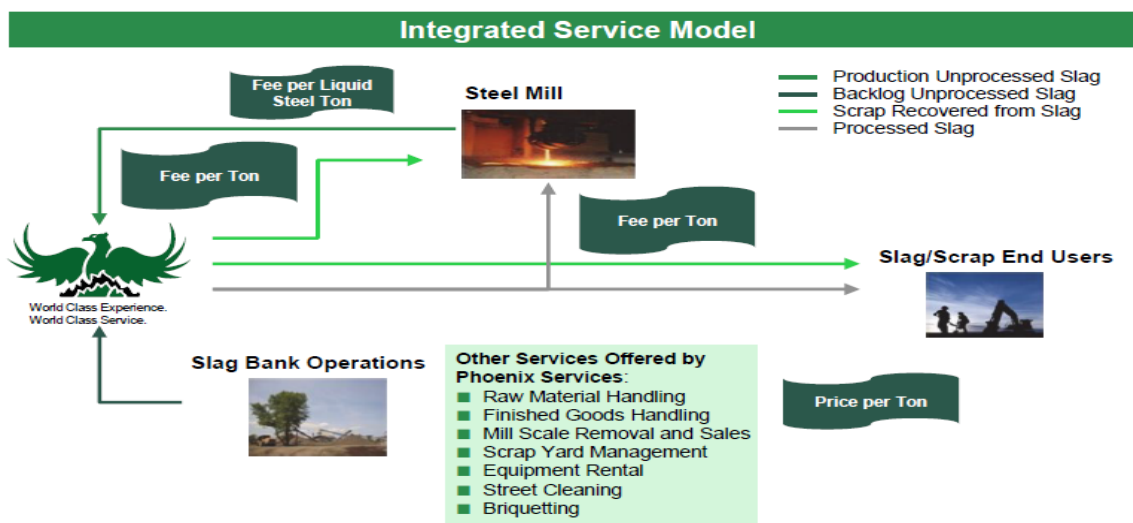 Integrated Service Model
Fee per Liquid
Steel Ton
Steel Mill
Production Unprocessed Slag
Backlog Unprocessed Slag
Scrap Recovered from Slag
Processed Slag
Fee per Ton
Fee per Ton
Slag/Scrap End Users
World Class Experience.
World Class Service.
Slag Bank Operations
Other Services Offered by
Phoenix Services:
Raw Material Handling
Finished Goods Handling
Mill Scale Removal and Sales
Scrap Yard Management
Equipment Rental
Street Cleaning
Briquetting
Price per Ton